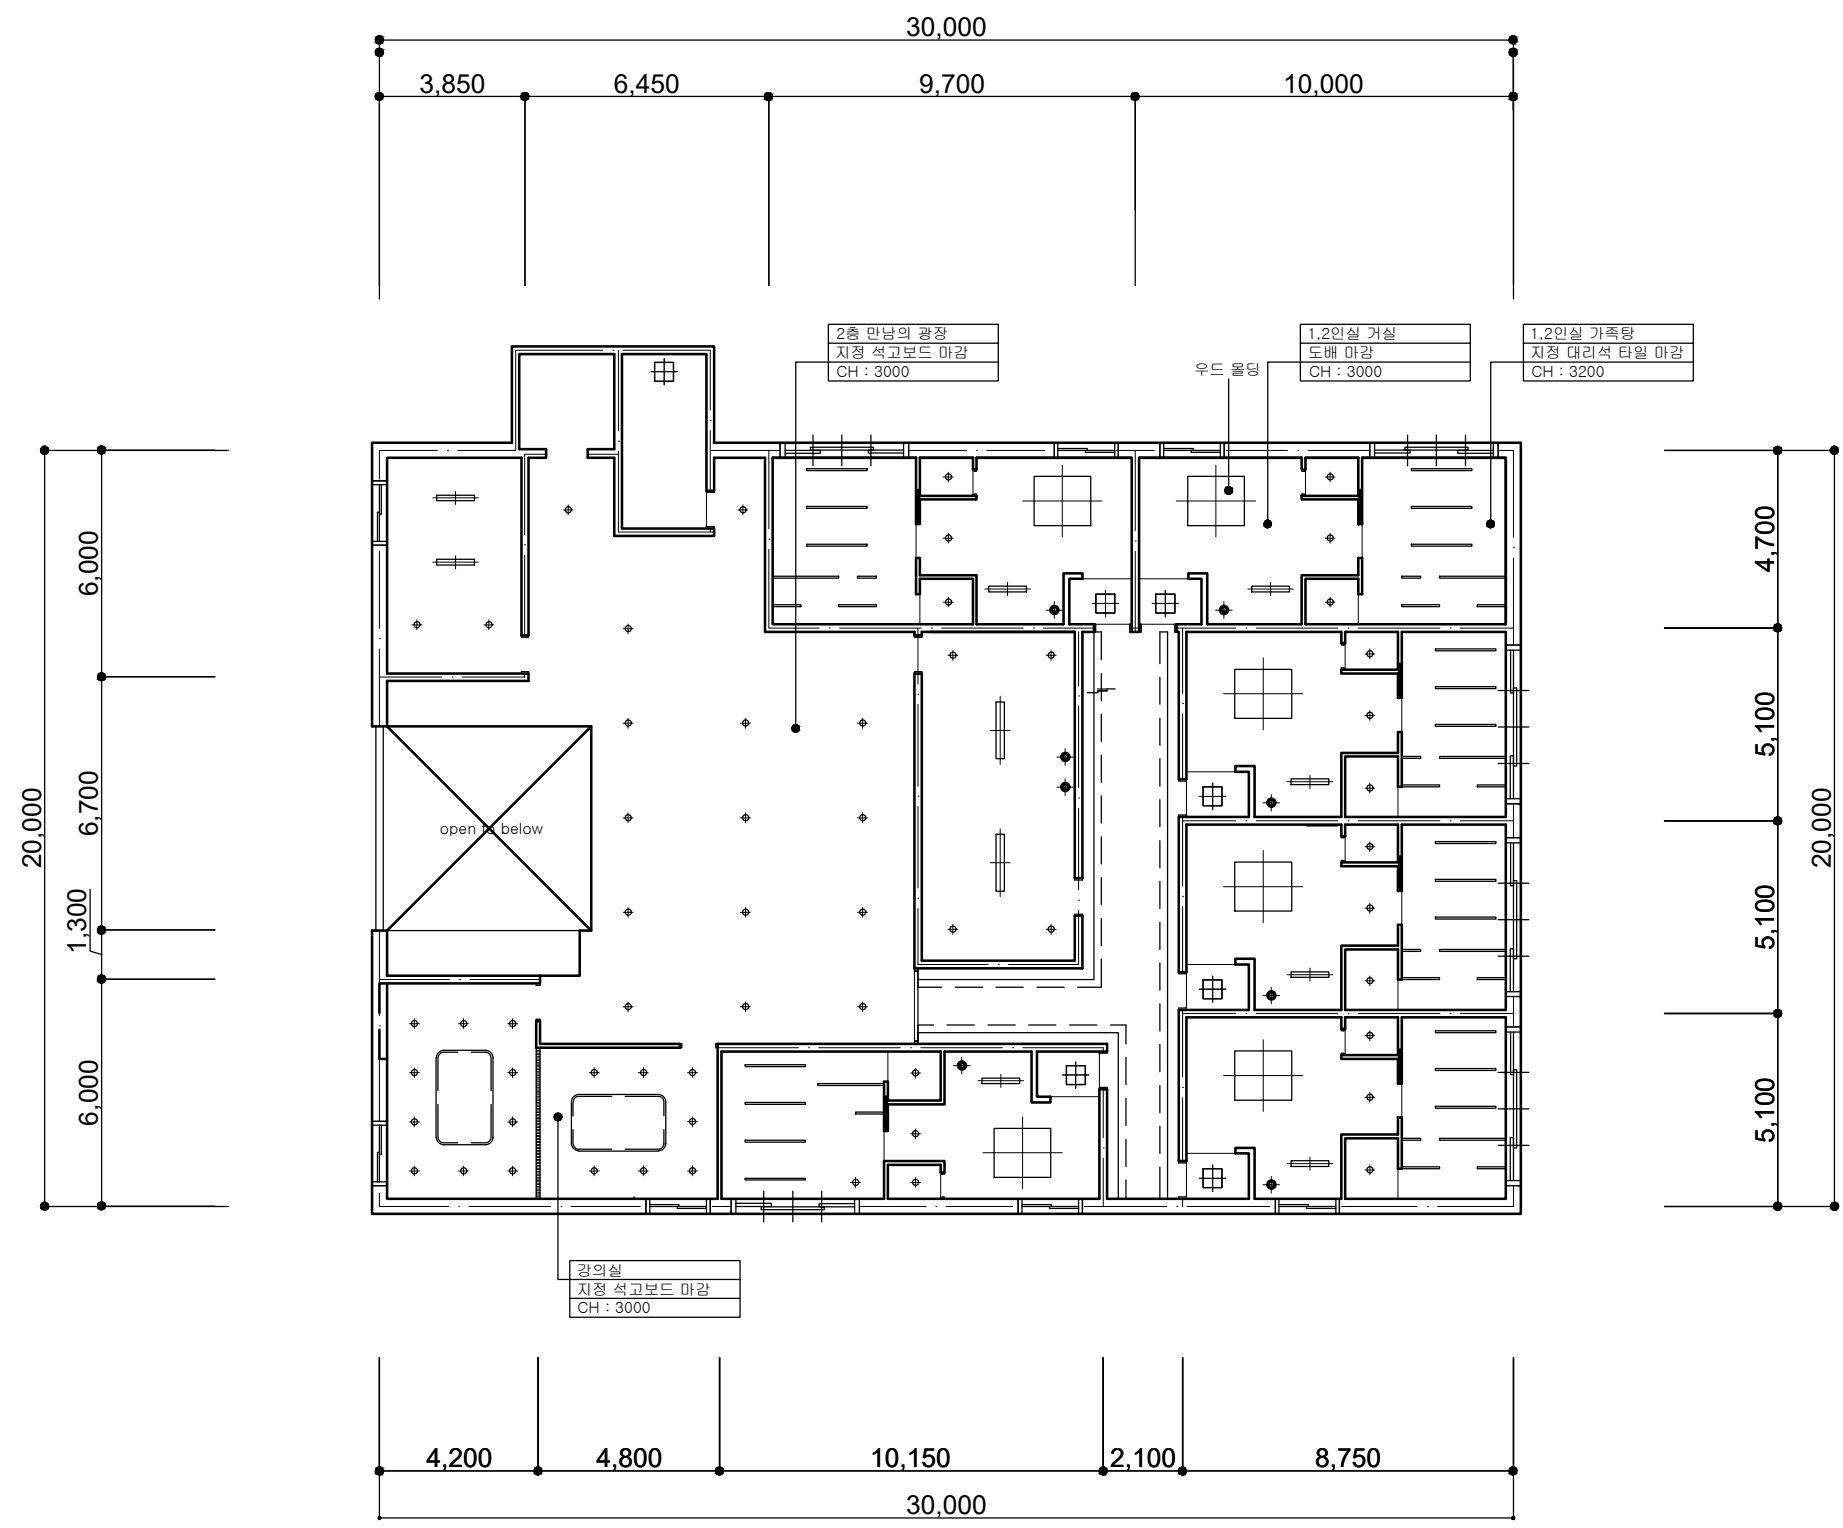 30,000
3,850
6,450
9,700
10,000
2층 만남의 광장
지정 석고보드 마감
CH : 3000
우드 몰딩
1,2인실 거실
도배 마감
CH : 3000
1,2인실 가족탕
지정 대리석 타일 마감
CH : 3200
20,000
6,000
6,700
1,300
6,000
open to below
4,700
5,100
5,100
5,100
20,000
강의실
지정 석고보드 마감
CH : 3000
4,200
4,800
10,150
2,100
8,750
30,000